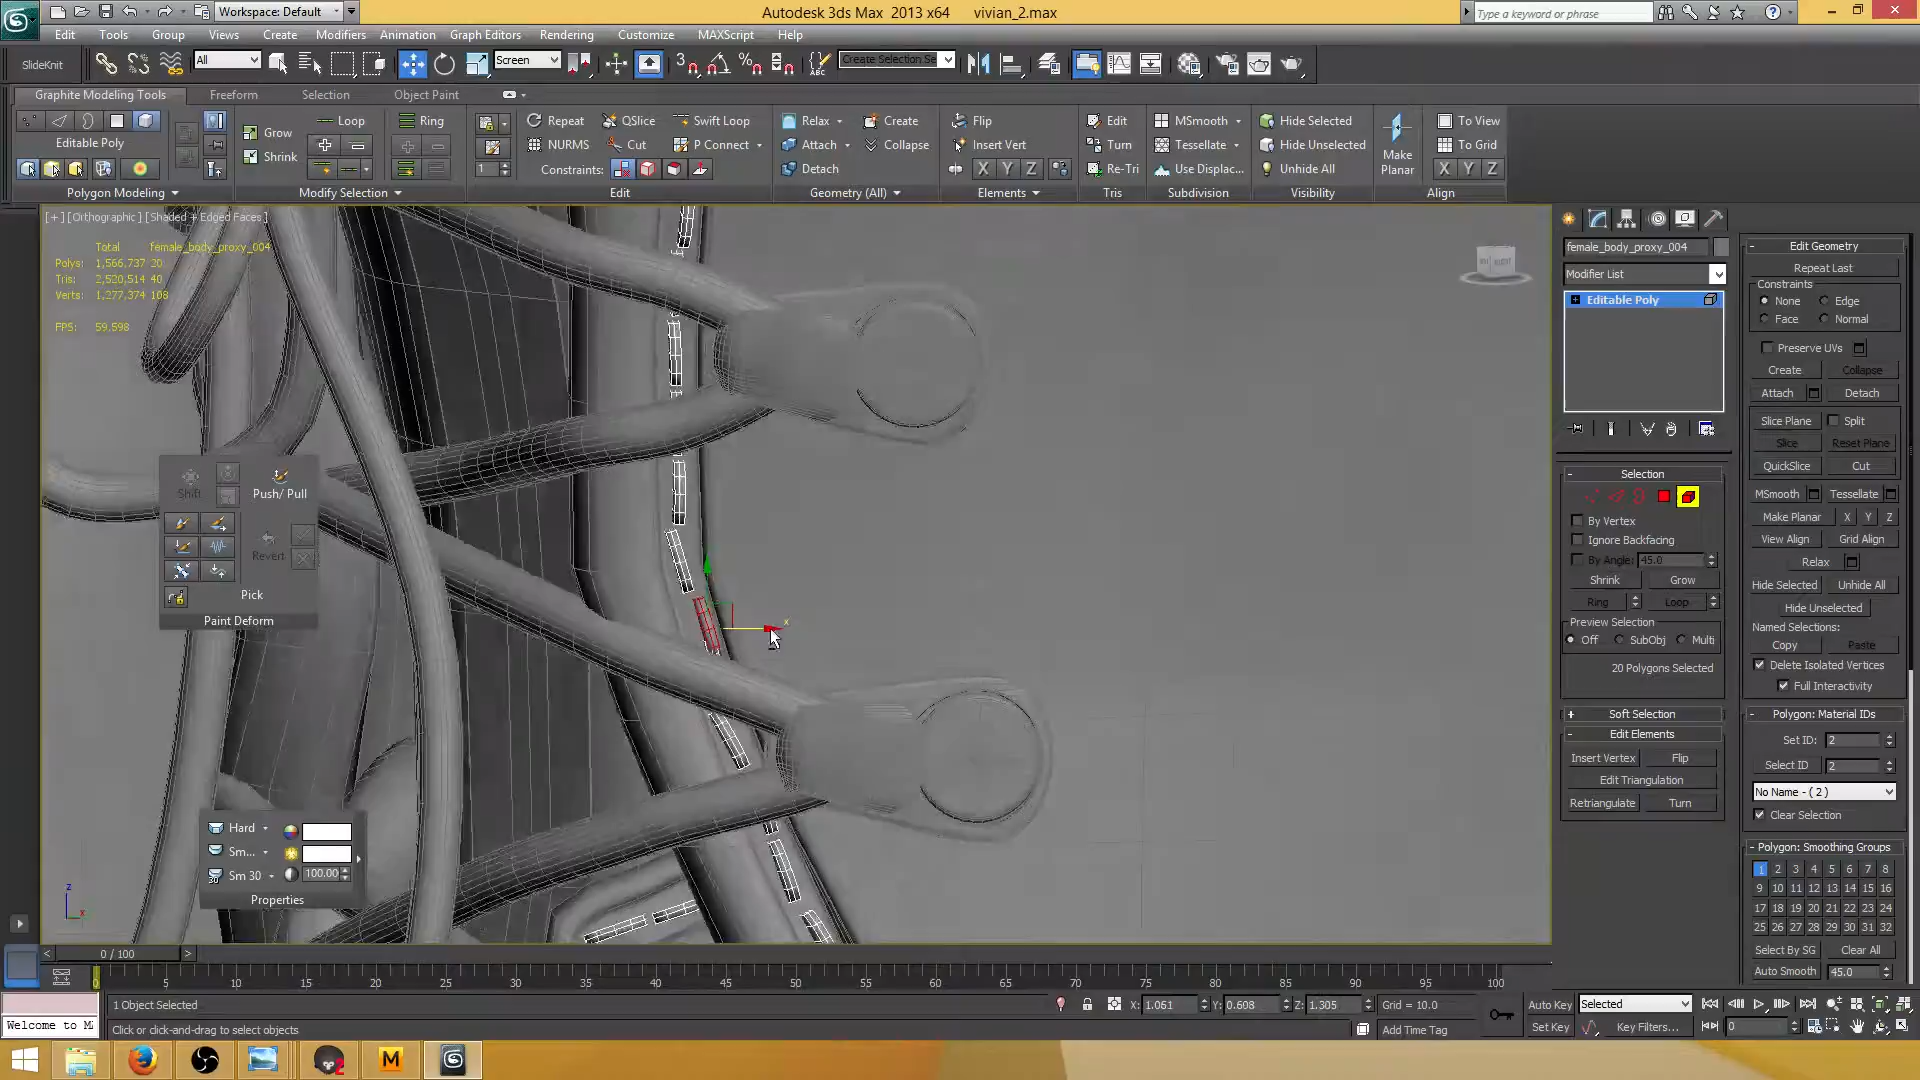 Workspace: Default
Autodesk 3ds Max 2013 x64 vivian_2.max
Type a keyword or phrase
Edit Tools Group Views Create Modifiers Animation Graph Editors Rendering Customize MAXScript Help
SlideKnit
All
Screen
Create Selection Se
Graphite Modeling Tools Freeform Selection Object Paint
Loop Ring Repeat QSlice Swift Loop Relax Create Flip Edit MSmooth Hide Selected To View
Editable Poly Grow NURMS Cut P Connect Attach Collapse Insert Vert Turn Tessellate Hide Unselected Make Planar To Grid
Shrink 1 Constraints: Detach X Y Z Re-Tri Use Displac... Unhide All X Y Z
Polygon Modeling Modify Selection Edit Geometry (All) Elements Tris Subdivision Visibility Align
[+] [Orthographic] [Shaded + Edged Faces]
Total female_body_proxy_004
Polys: 1,566,737 20
Tris: 2,520,514 40
Verts: 1,277,374 108
FPS: 59,598
Shift Push/ Pull
Revert
Pick
Paint Deform
Hard
Sm...
Sm 30 100.00
Properties
x
z
x
female_body_proxy_004
Modifier List
Editable Poly
Selection
By Vertex
Ignore Backfacing
By Angle: 45.0
Shrink Grow
Ring Loop
Preview Selection
Off SubObj Multi
20 Polygons Selected
Soft Selection
Edit Elements
Insert Vertex Flip
Edit Triangulation
Retriangulate Turn
Edit Geometry
Repeat Last
Constraints
None Edge
Face Normal
Preserve UVs
Create Collapse
Attach Detach
Slice Plane Split
Slice Reset Plane
QuickSlice Cut
MSmooth Tessellate
Make Planar X Y Z
View Align Grid Align
Relax
Hide Selected Unhide All
Hide Unselected
Named Selections:
Copy Paste
Delete Isolated Vertices
Full Interactivity
Polygon: Material IDs
Set ID: 2
Select ID 2
No Name - ( 2 )
Clear Selection
Polygon: Smoothing Groups
1 2 3 4 5 6 7 8
9 10 11 12 13 14 15 16
17 18 19 20 21 22 23 24
25 26 27 28 29 30 31 32
Select By SG Clear All
Auto Smooth 45.0
0 / 100
5 10 15 20 25 30 35 40 45 50 55 60 65 70 75 80 85 90 95 100
1 Object Selected X: 1.061 Y: 0.608 Z: 1.305 Grid = 10.0 Auto Key Selected
Welcome to M
Click or click-and-drag to select objects Add Time Tag Set Key Key Filters... 0